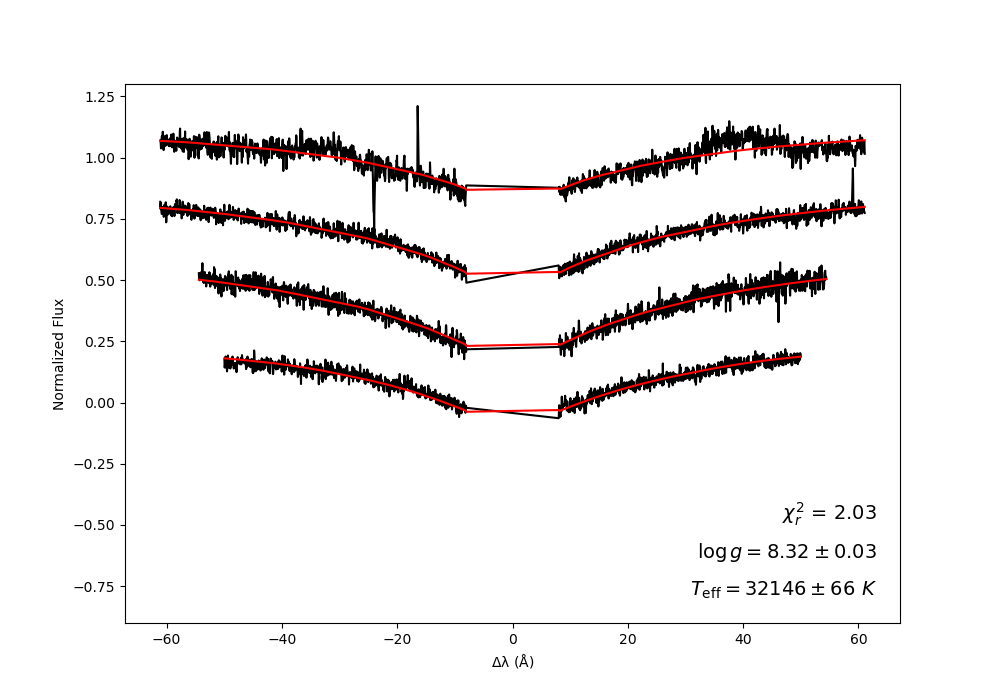 1.25
1.00
0.75
0.50
0.25
0.00
−0.25
−0.50
−0.75
Normalized Flux
χ²ᵣ = 2.03
log g = 8.32 ± 0.03
T_eff = 32146 ± 66 K
−60 −40 −20 0 20 40 60
Δλ (Å)